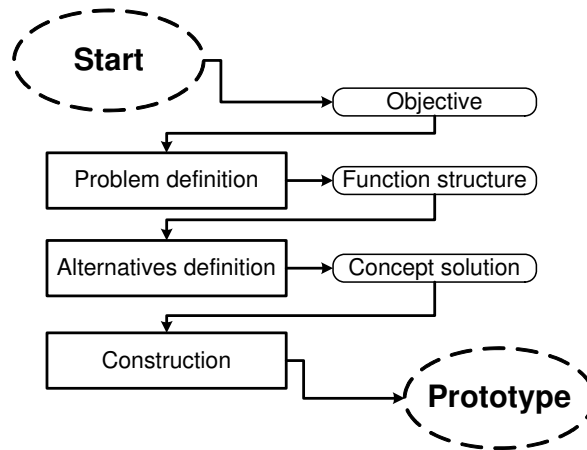 Start
Objective
Problem definition
Function structure
Alternatives definition
Concept solution
Construction
Prototype